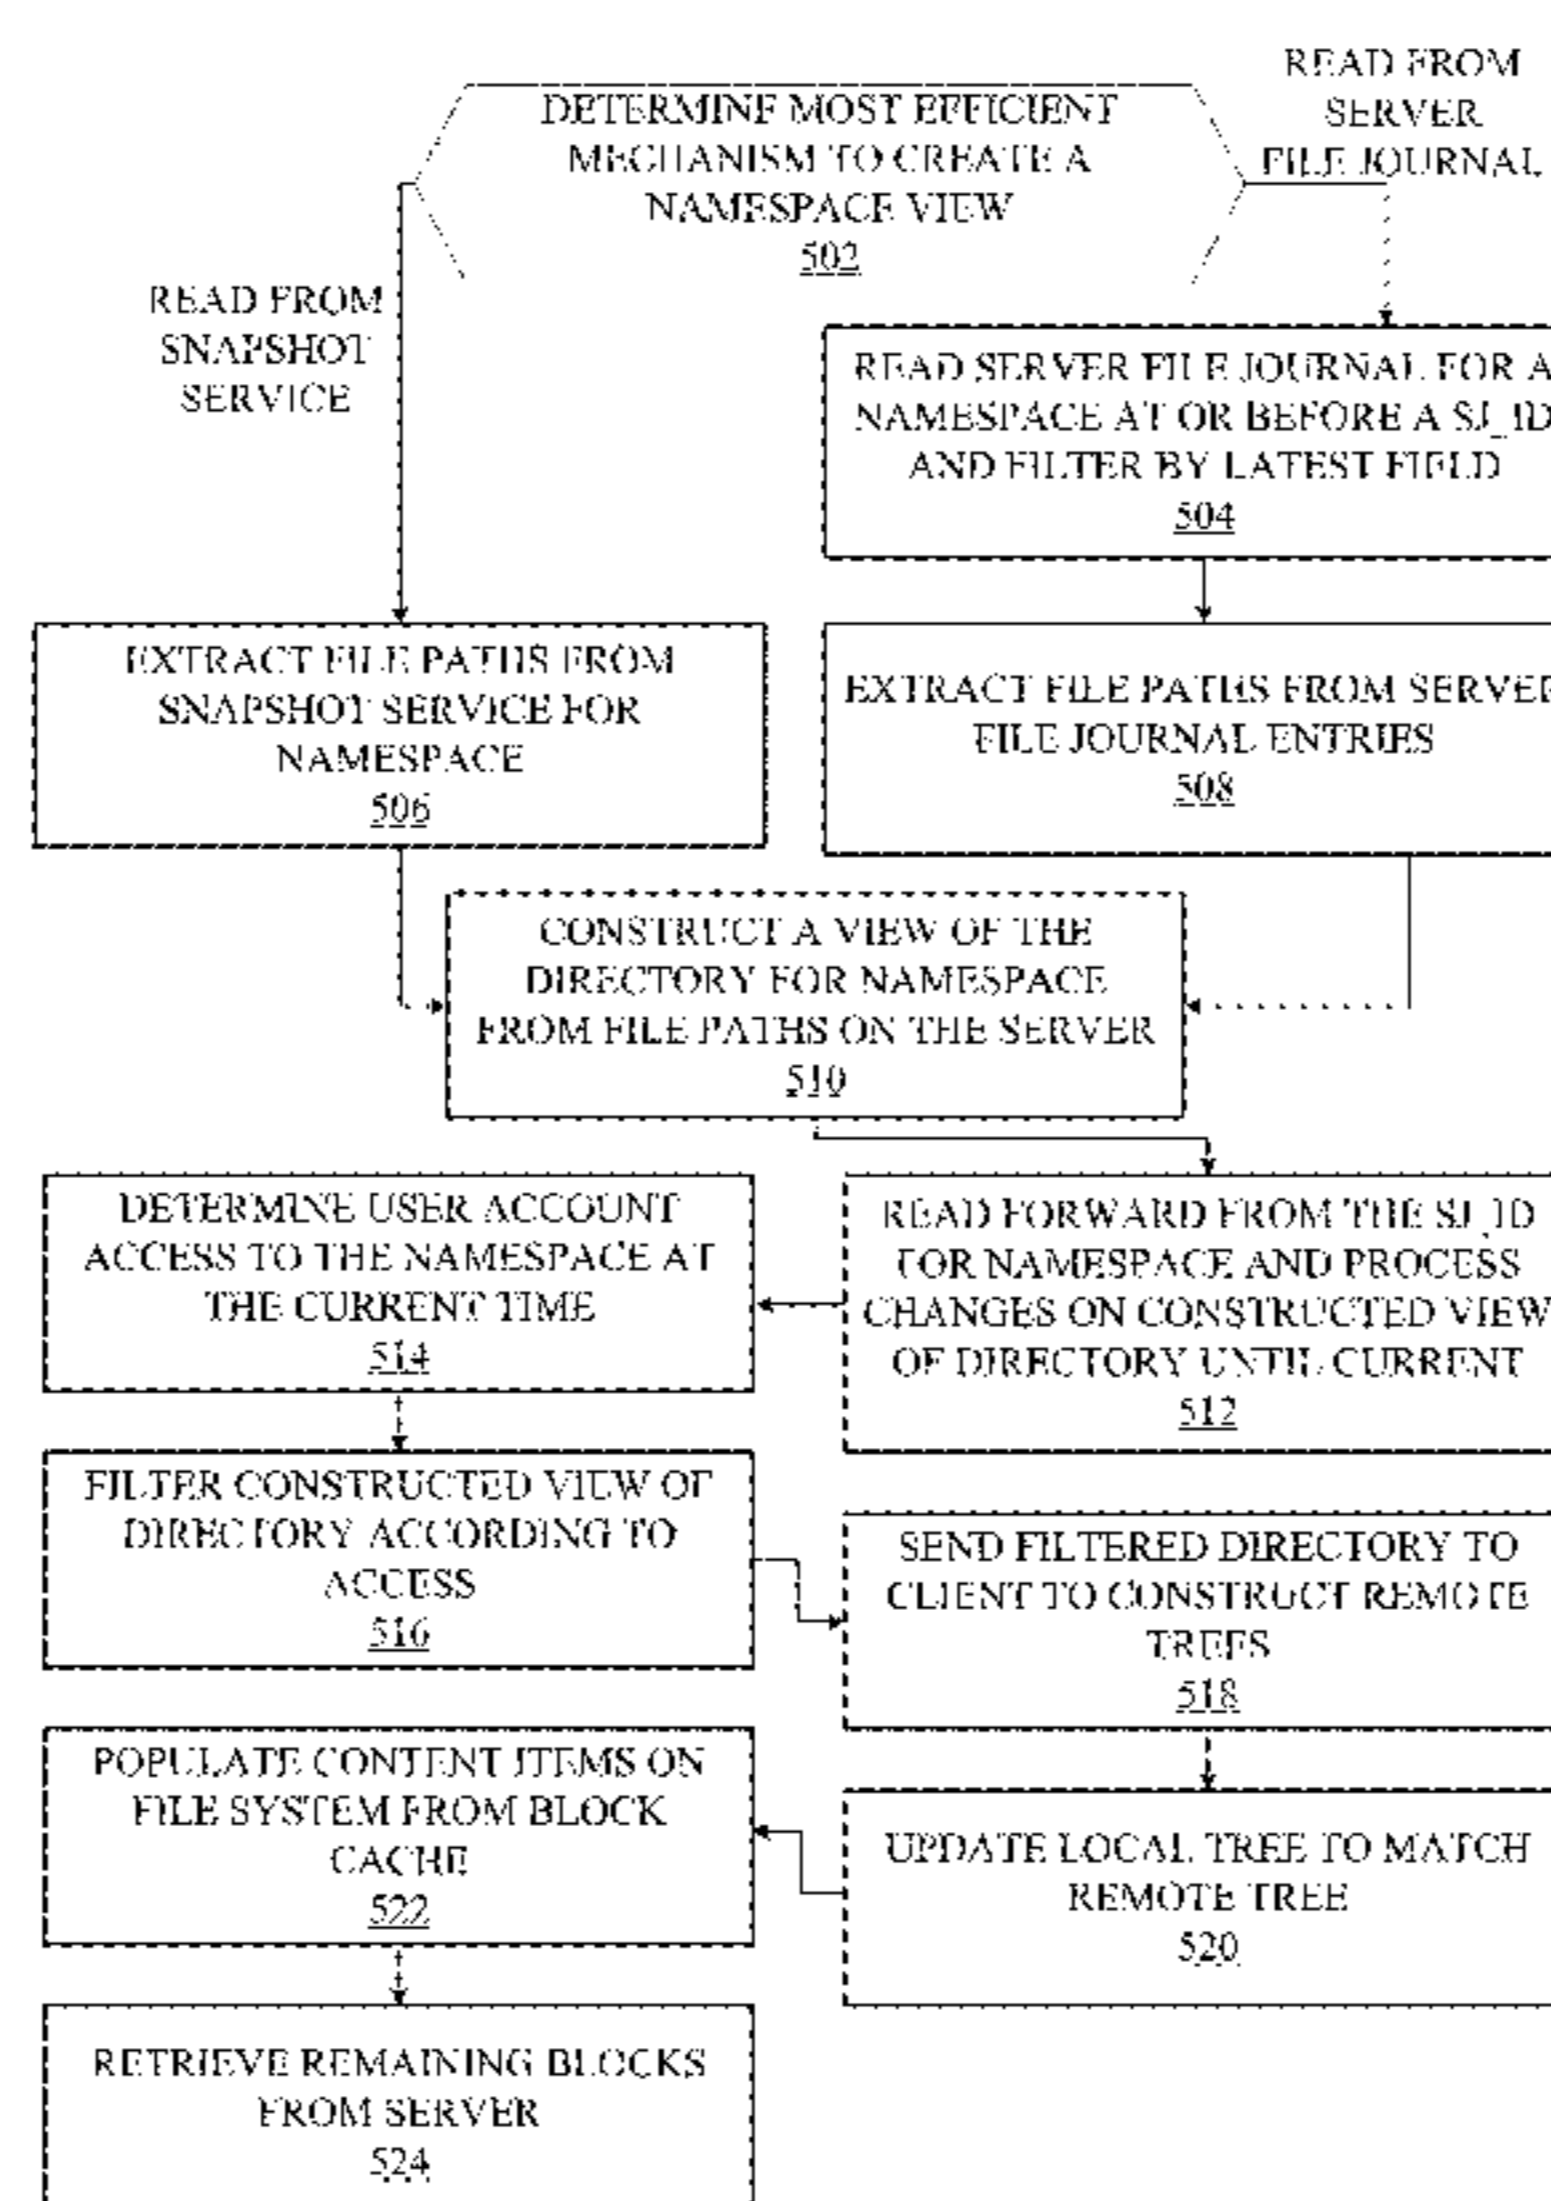 READ FROM
SERVER
FILE JOURNAL
DETERMINE MOST EFFICIENT
MECHANISM TO CREATE A
NAMESPACE VIEW
502
READ FROM
SNAPSHOT
SERVICE
READ SERVER FILE JOURNAL FOR A
NAMESPACE AT OR BEFORE A SJ_ID
AND FILTER BY LATEST FIELD
504
EXTRACT FILE PATHS FROM
SNAPSHOT SERVICE FOR
NAMESPACE
506
EXTRACT FILE PATHS FROM SERVER
FILE JOURNAL ENTRIES
508
CONSTRUCT A VIEW OF THE
DIRECTORY FOR NAMESPACE
FROM FILE PATHS ON THE SERVER
510
DETERMINE USER ACCOUNT
ACCESS TO THE NAMESPACE AT
THE CURRENT TIME
514
READ FORWARD FROM THE SJ_ID
FOR NAMESPACE AND PROCESS
CHANGES ON CONSTRUCTED VIEW
OF DIRECTORY UNTIL CURRENT
512
FILTER CONSTRUCTED VIEW OF
DIRECTORY ACCORDING TO
ACCESS
516
SEND FILTERED DIRECTORY TO
CLIENT TO CONSTRUCT REMOTE
TREES
518
POPULATE CONTENT ITEMS ON
FILE SYSTEM FROM BLOCK
CACHE
522
UPDATE LOCAL TREE TO MATCH
REMOTE TREE
520
RETRIEVE REMAINING BLOCKS
FROM SERVER
524